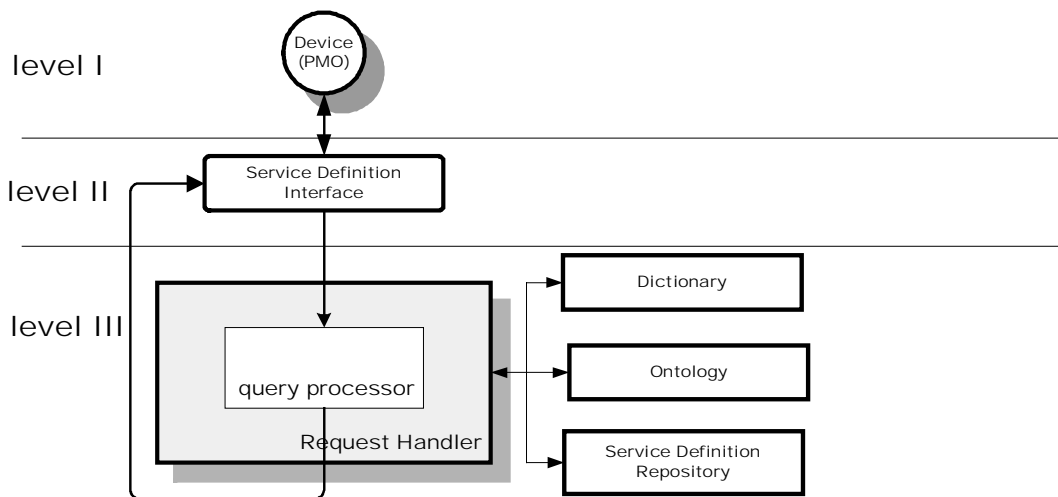 Device
(PMO)
level I
Service Definition
Interface
level II
Dictionary
level III
Ontology
query processor
Request Handler
Service Definition
Repository